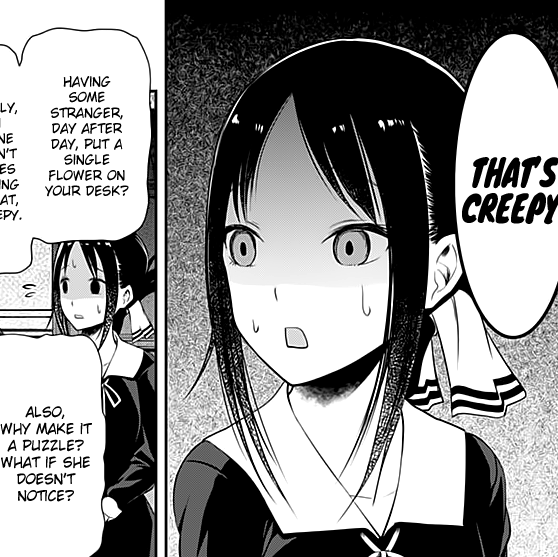 THAT'S
CREEPY
HAVING
SOME
STRANGER,
DAY AFTER
DAY, PUT A
SINGLE
FLOWER ON
YOUR DESK?
ALSO,
WHY MAKE IT
A PUZZLE?
WHAT IF SHE
DOESN'T
NOTICE?